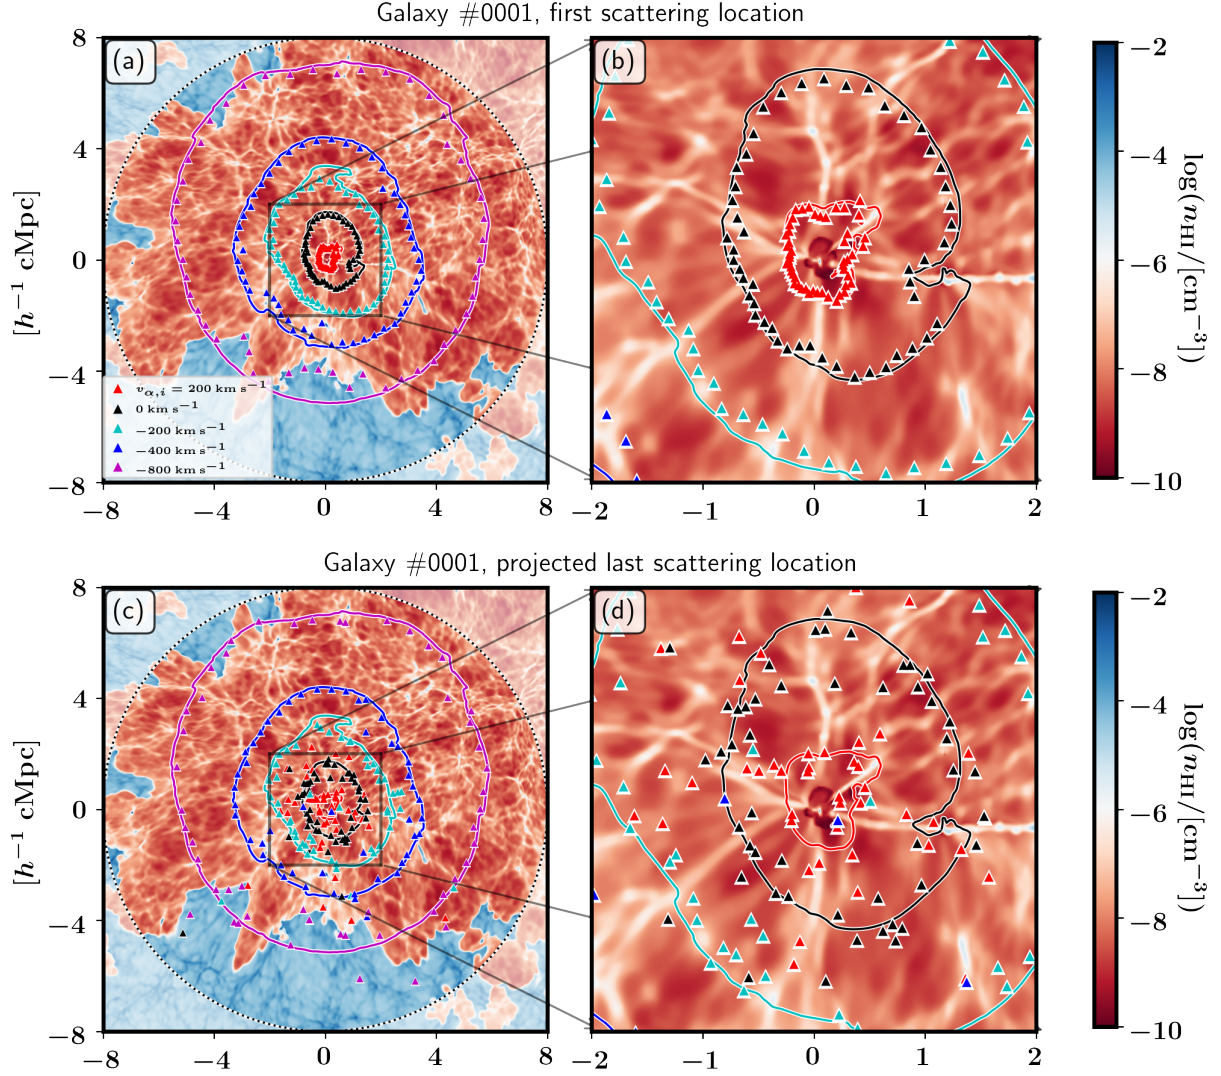 Galaxy #0001, first scattering location
(a)
(b)
8
4
0
−4
−8
[h⁻¹ cMpc]
v_α,i = 200 km s⁻¹
0 km s⁻¹
−200 km s⁻¹
−400 km s⁻¹
−800 km s⁻¹
−8 −4 0 4 8
−2 −1 0 1 2
−2
−4
−6
−8
−10
log(n_HI/[cm⁻³])
Galaxy #0001, projected last scattering location
(c)
(d)
8
4
0
−4
−8
[h⁻¹ cMpc]
−8 −4 0 4 8
−2 −1 0 1 2
−2
−4
−6
−8
−10
log(n_HI/[cm⁻³])